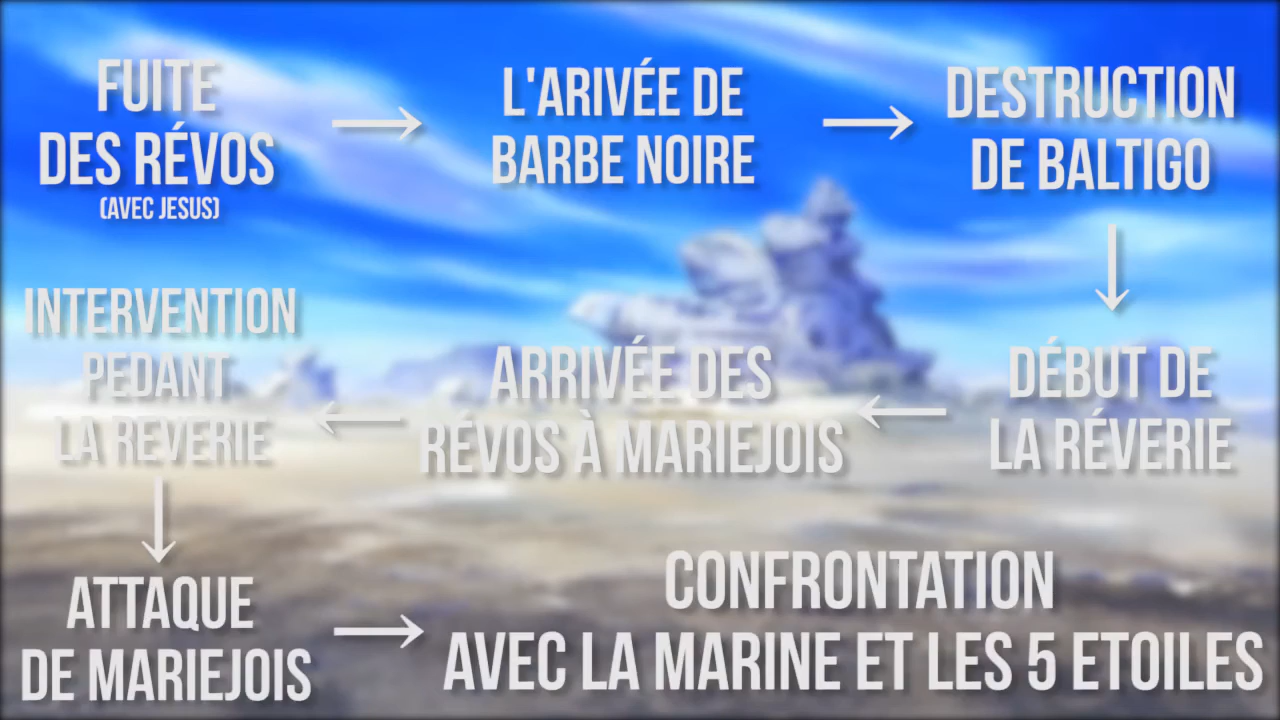 FUITE
DES RÉVOS
(AVEC JESUS)
L'ARIVÉE DE
BARBE NOIRE
DESTRUCTION
DE BALTIGO
DÉBUT DE
LA RÉVERIE
ARRIVÉE DES
RÉVOS À MARIEJOIS
INTERVENTION
PEDANT
LA REVERIE
ATTAQUE
DE MARIEJOIS
CONFRONTATION
AVEC LA MARINE ET LES 5 ETOILES